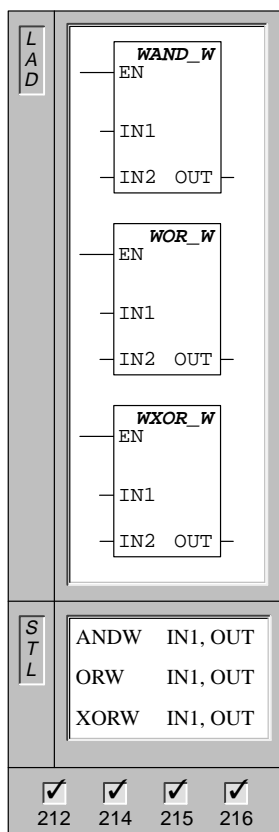 L
A
D
WAND_W
EN
IN1
IN2 OUT
WOR_W
EN
IN1
IN2 OUT
WXOR_W
EN
IN1
IN2 OUT
S
T
L
ANDW IN1, OUT
ORW IN1, OUT
XORW IN1, OUT
212 214 215 216